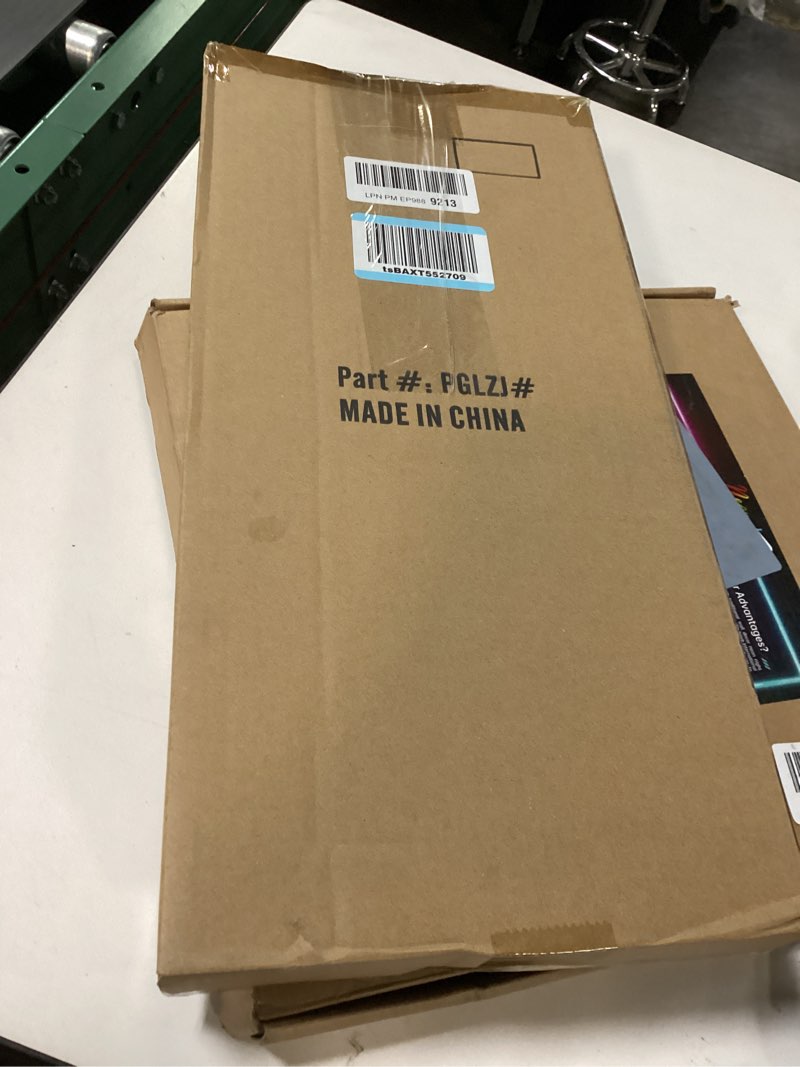 LPN PM EP988 9213
tsBAXT552709
Part #: PGLZJ#
MADE IN CHINA
Advantages?